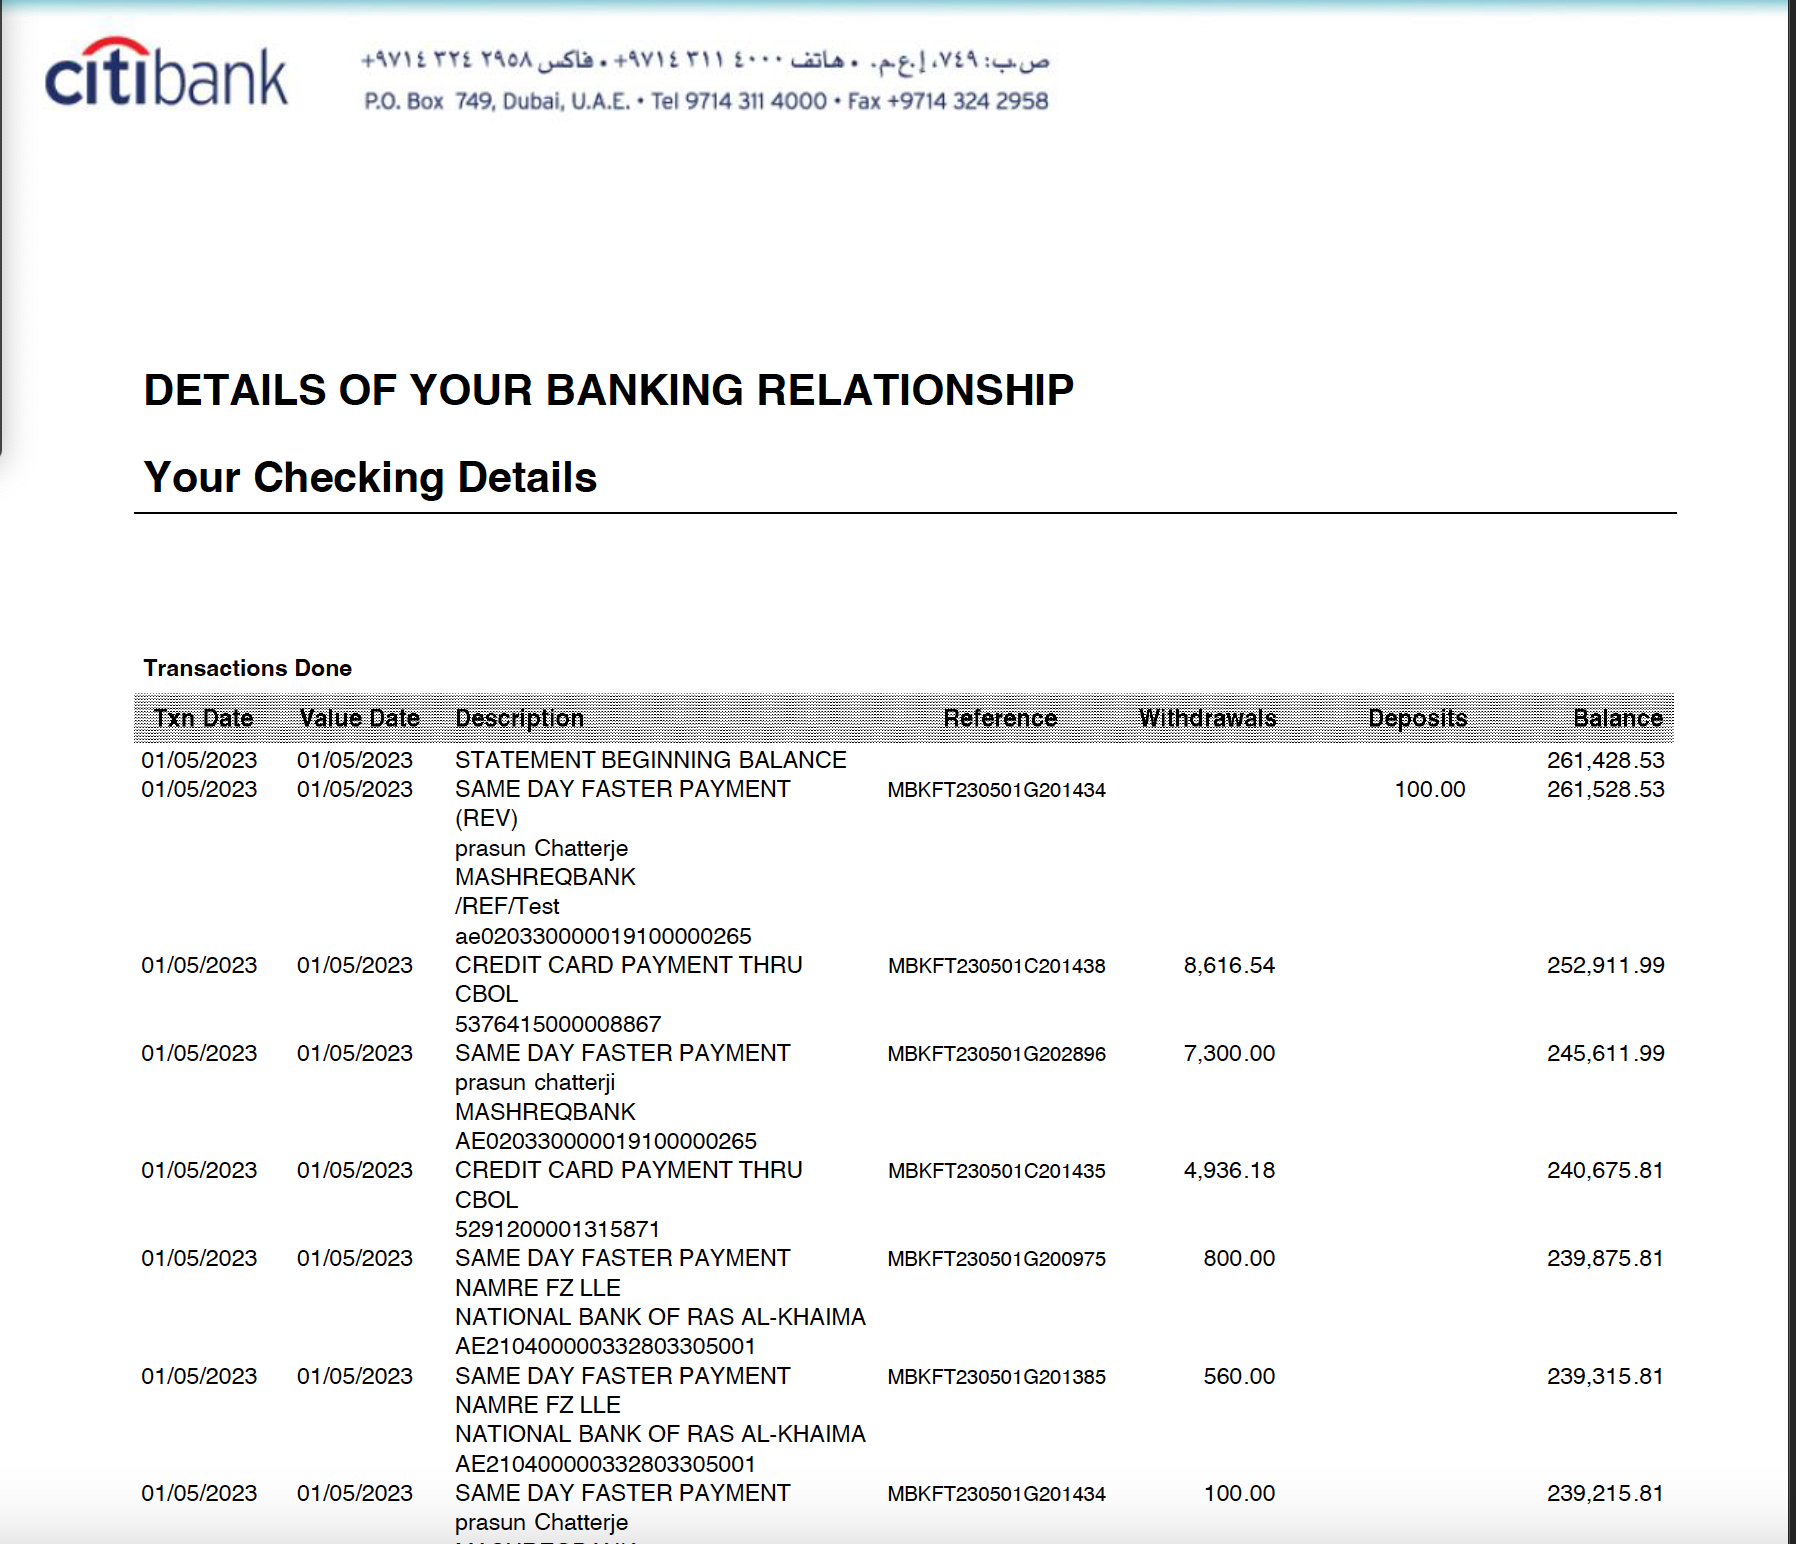 citibank
ص.ب: ٧٤٩، إ.ع.م. • هاتف ٤٠٠٠ ٣١١ ٩٧١٤+ • فاكس ٢٩٥٨ ٣٢٤ ٩٧١٤+
P.O. Box 749, Dubai, U.A.E. • Tel 9714 311 4000 • Fax +9714 324 2958
DETAILS OF YOUR BANKING RELATIONSHIP
Your Checking Details
Transactions Done
Txn Date Value Date Description Reference Withdrawals Deposits Balance
01/05/2023 01/05/2023 STATEMENT BEGINNING BALANCE 261,428.53
01/05/2023 01/05/2023 SAME DAY FASTER PAYMENT MBKFT230501G201434 100.00 261,528.53
(REV)
prasun Chatterje
MASHREQBANK
/REF/Test
ae020330000019100000265
01/05/2023 01/05/2023 CREDIT CARD PAYMENT THRU MBKFT230501C201438 8,616.54 252,911.99
CBOL
5376415000008867
01/05/2023 01/05/2023 SAME DAY FASTER PAYMENT MBKFT230501G202896 7,300.00 245,611.99
prasun chatterji
MASHREQBANK
AE020330000019100000265
01/05/2023 01/05/2023 CREDIT CARD PAYMENT THRU MBKFT230501C201435 4,936.18 240,675.81
CBOL
5291200001315871
01/05/2023 01/05/2023 SAME DAY FASTER PAYMENT MBKFT230501G200975 800.00 239,875.81
NAMRE FZ LLE
NATIONAL BANK OF RAS AL-KHAIMA
AE210400000332803305001
01/05/2023 01/05/2023 SAME DAY FASTER PAYMENT MBKFT230501G201385 560.00 239,315.81
NAMRE FZ LLE
NATIONAL BANK OF RAS AL-KHAIMA
AE210400000332803305001
01/05/2023 01/05/2023 SAME DAY FASTER PAYMENT MBKFT230501G201434 100.00 239,215.81
prasun Chatterje